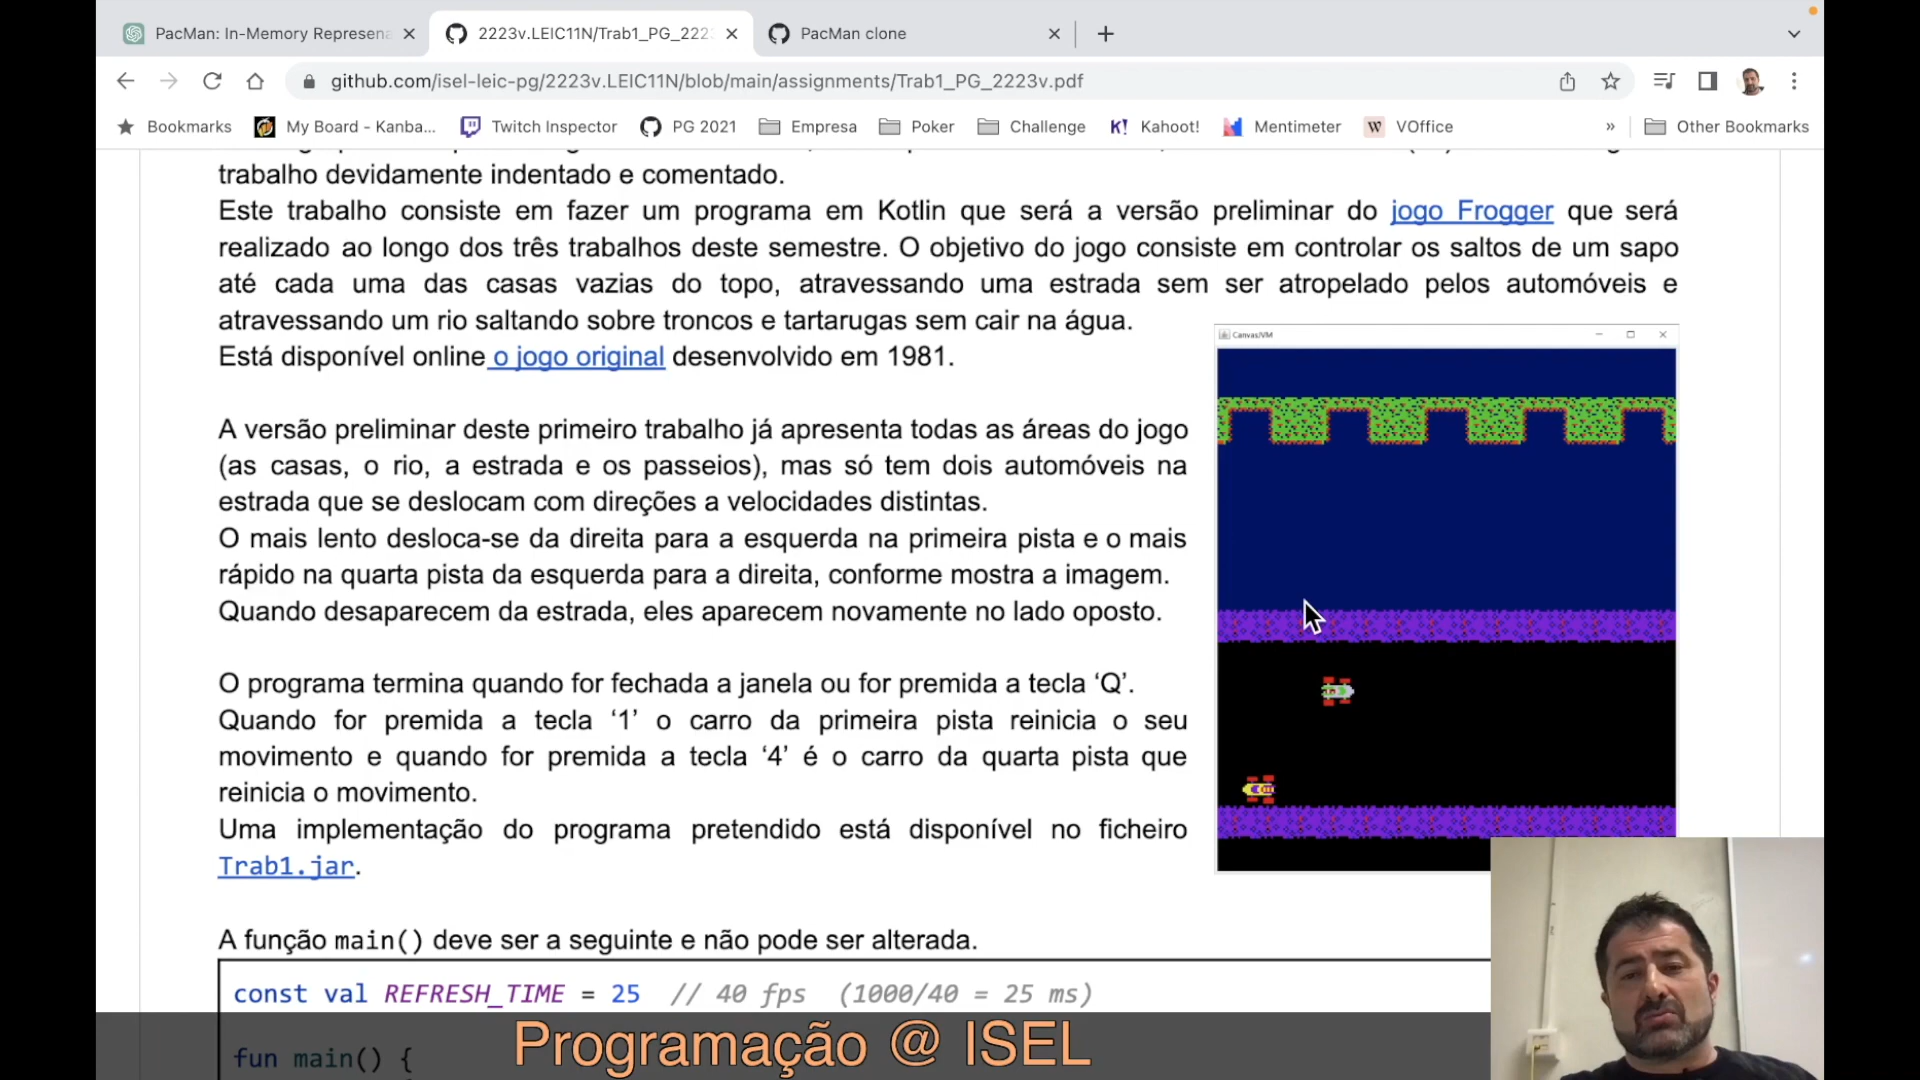 PacMan: In-Memory Represen
2223v.LEIC11N/Trab1_PG_222
PacMan clone
github.com/isel-leic-pg/2223v.LEIC11N/blob/main/assignments/Trab1_PG_2223v.pdf
Bookmarks My Board - Kanba... Twitch Inspector PG 2021 Empresa Poker Challenge K! Kahoot! Mentimeter W VOffice » Other Bookmarks
trabalho devidamente indentado e comentado.
Este trabalho consiste em fazer um programa em Kotlin que será a versão preliminar do jogo Frogger que será
realizado ao longo dos três trabalhos deste semestre. O objetivo do jogo consiste em controlar os saltos de um sapo
até cada uma das casas vazias do topo, atravessando uma estrada sem ser atropelado pelos automóveis e
atravessando um rio saltando sobre troncos e tartarugas sem cair na água.
Está disponível online o jogo original desenvolvido em 1981.
CanvasJVM
A versão preliminar deste primeiro trabalho já apresenta todas as áreas do jogo
(as casas, o rio, a estrada e os passeios), mas só tem dois automóveis na
estrada que se deslocam com direções a velocidades distintas.
O mais lento desloca-se da direita para a esquerda na primeira pista e o mais
rápido na quarta pista da esquerda para a direita, conforme mostra a imagem.
Quando desaparecem da estrada, eles aparecem novamente no lado oposto.
O programa termina quando for fechada a janela ou for premida a tecla ‘Q’.
Quando for premida a tecla ‘1’ o carro da primeira pista reinicia o seu
movimento e quando for premida a tecla ‘4’ é o carro da quarta pista que
reinicia o movimento.
Uma implementação do programa pretendido está disponível no ficheiro
Trab1.jar.
A função main() deve ser a seguinte e não pode ser alterada.
const val REFRESH_TIME = 25 // 40 fps (1000/40 = 25 ms)
fun main() {
Programação @ ISEL